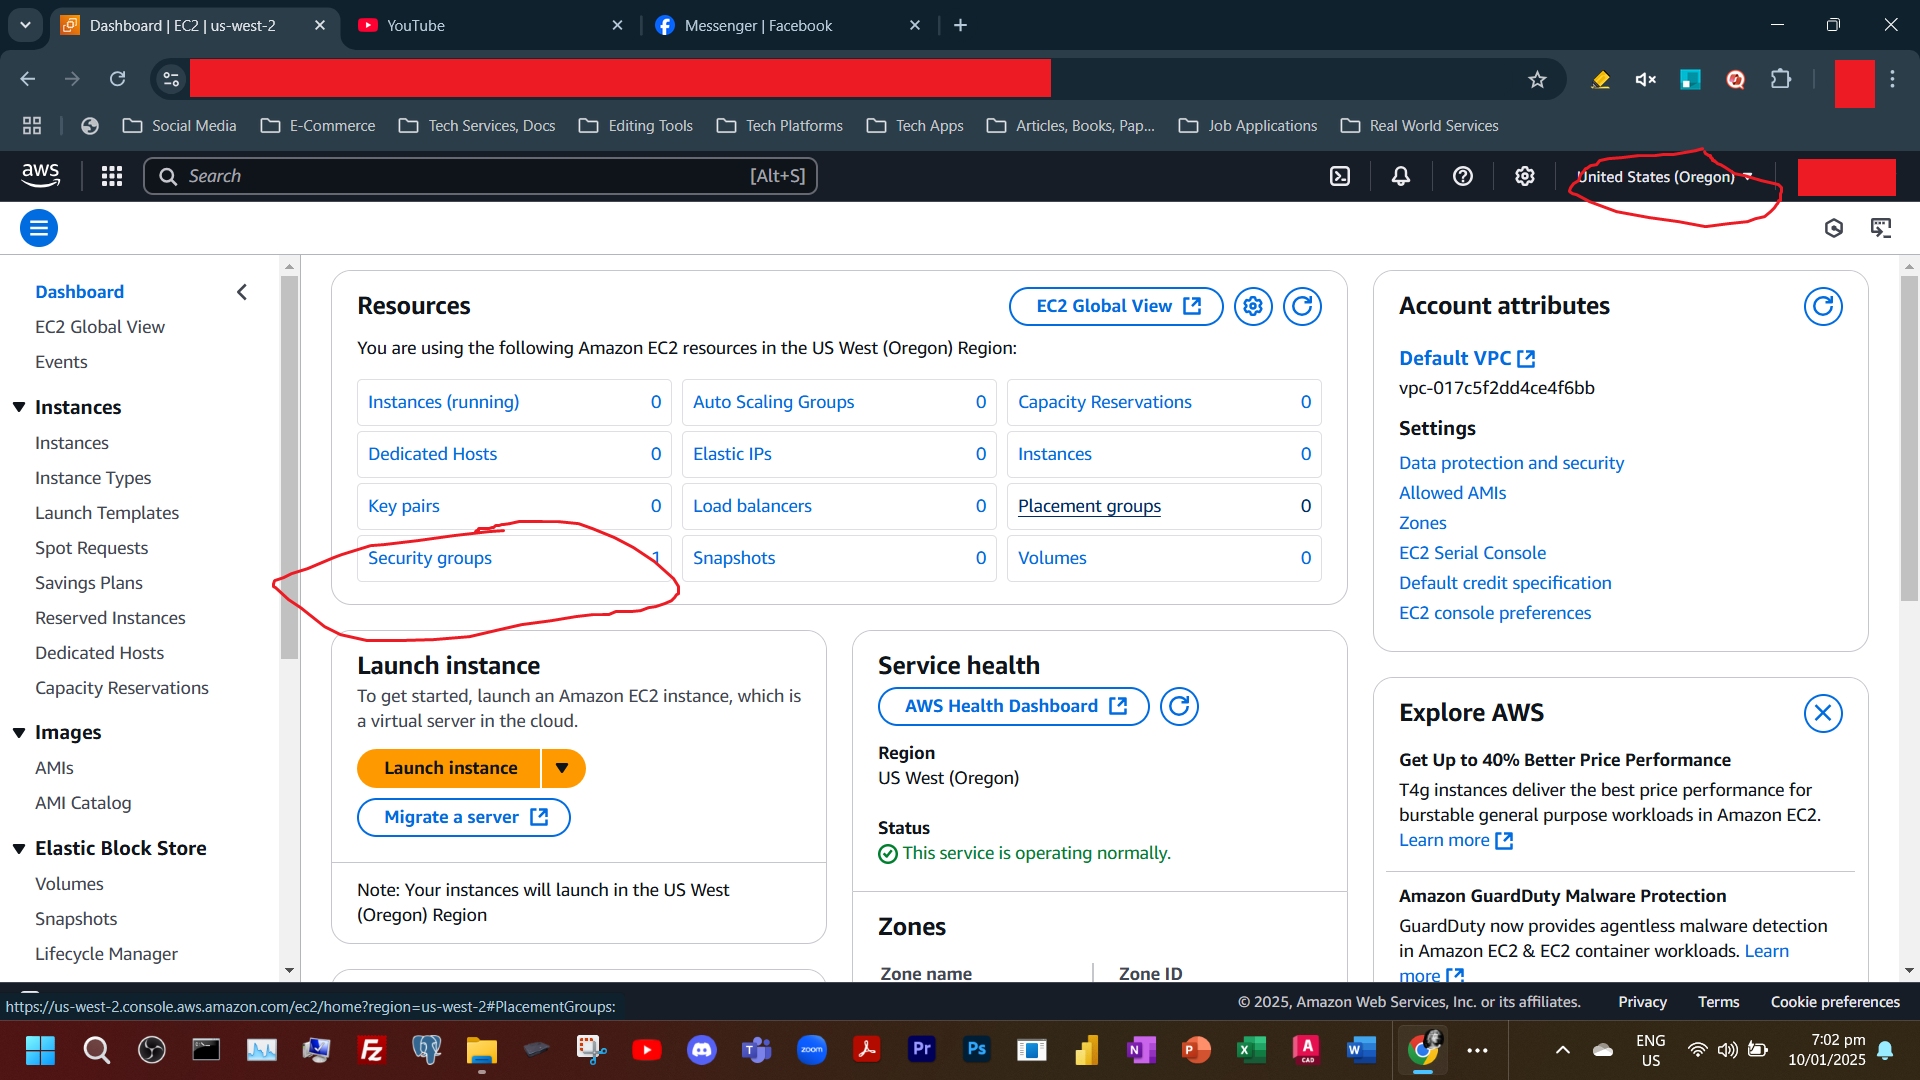 Dashboard | EC2 | us-west-2
YouTube
Messenger | Facebook
Social Media
E-Commerce
Tech Services, Docs
Editing Tools
Tech Platforms
Tech Apps
Articles, Books, Pap...
Job Applications
Real World Services
aws
Search
[Alt+S]
United States (Oregon)
Dashboard
EC2 Global View
Events
Instances
Instances
Instance Types
Launch Templates
Spot Requests
Savings Plans
Reserved Instances
Dedicated Hosts
Capacity Reservations
Images
AMIs
AMI Catalog
Elastic Block Store
Volumes
Snapshots
Lifecycle Manager
Resources
EC2 Global View
You are using the following Amazon EC2 resources in the US West (Oregon) Region:
Instances (running) 0
Auto Scaling Groups 0
Capacity Reservations 0
Dedicated Hosts 0
Elastic IPs 0
Instances 0
Key pairs 0
Load balancers 0
Placement groups 0
Security groups 1
Snapshots 0
Volumes 0
Launch instance
To get started, launch an Amazon EC2 instance, which is
a virtual server in the cloud.
Launch instance
Migrate a server
Note: Your instances will launch in the US West
(Oregon) Region
Service health
AWS Health Dashboard
Region
US West (Oregon)
Status
This service is operating normally.
Zones
Zone name
Zone ID
Account attributes
Default VPC
vpc-017c5f2dd4ce4f6bb
Settings
Data protection and security
Allowed AMIs
Zones
EC2 Serial Console
Default credit specification
EC2 console preferences
Explore AWS
Get Up to 40% Better Price Performance
T4g instances deliver the best price performance for
burstable general purpose workloads in Amazon EC2.
Learn more
Amazon GuardDuty Malware Protection
GuardDuty now provides agentless malware detection
in Amazon EC2 & EC2 container workloads. Learn
more
https://us-west-2.console.aws.amazon.com/ec2/home?region=us-west-2#PlacementGroups:
© 2025, Amazon Web Services, Inc. or its affiliates.
Privacy
Terms
Cookie preferences
Fz
zoom
Pr
Ps
N
P
X
A
CAD
W
ENG
US
7:02 pm
10/01/2025